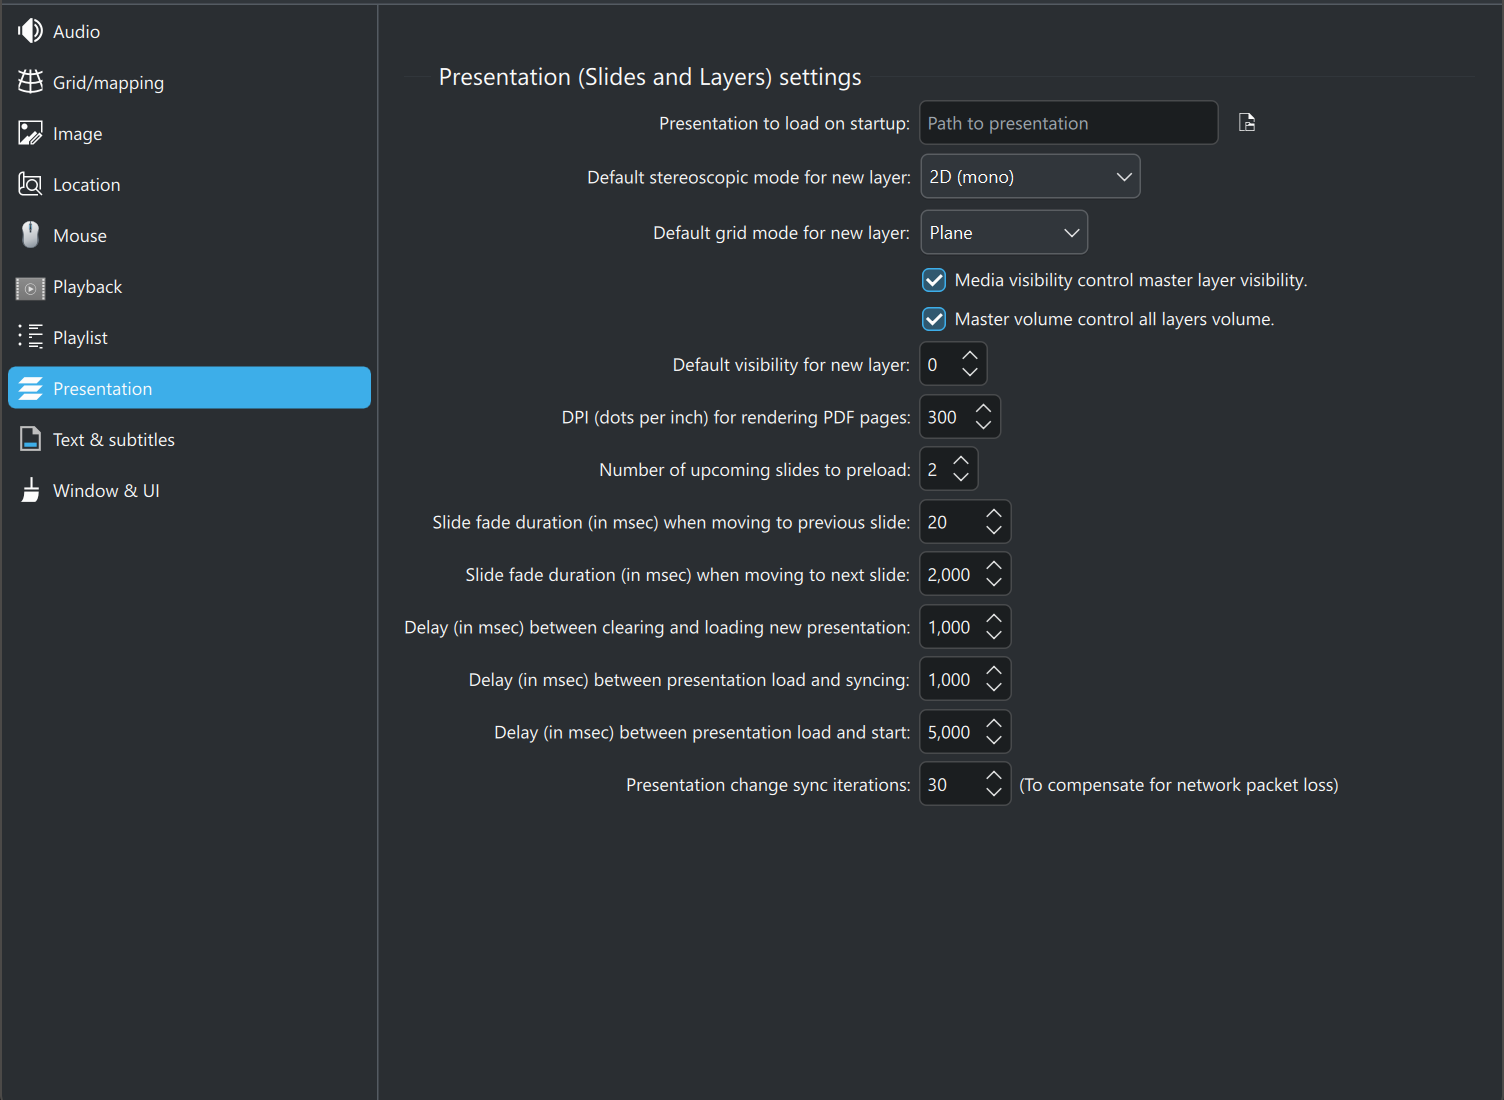 Audio
Grid/mapping
Image
Location
Mouse
Playback
Playlist
Presentation
Text & subtitles
Window & UI
Presentation (Slides and Layers) settings
Presentation to load on startup: Path to presentation
Default stereoscopic mode for new layer: 2D (mono)
Default grid mode for new layer: Plane
Media visibility control master layer visibility.
Master volume control all layers volume.
Default visibility for new layer: 0
DPI (dots per inch) for rendering PDF pages: 300
Number of upcoming slides to preload: 2
Slide fade duration (in msec) when moving to previous slide: 20
Slide fade duration (in msec) when moving to next slide: 2,000
Delay (in msec) between clearing and loading new presentation: 1,000
Delay (in msec) between presentation load and syncing: 1,000
Delay (in msec) between presentation load and start: 5,000
Presentation change sync iterations: 30 (To compensate for network packet loss)